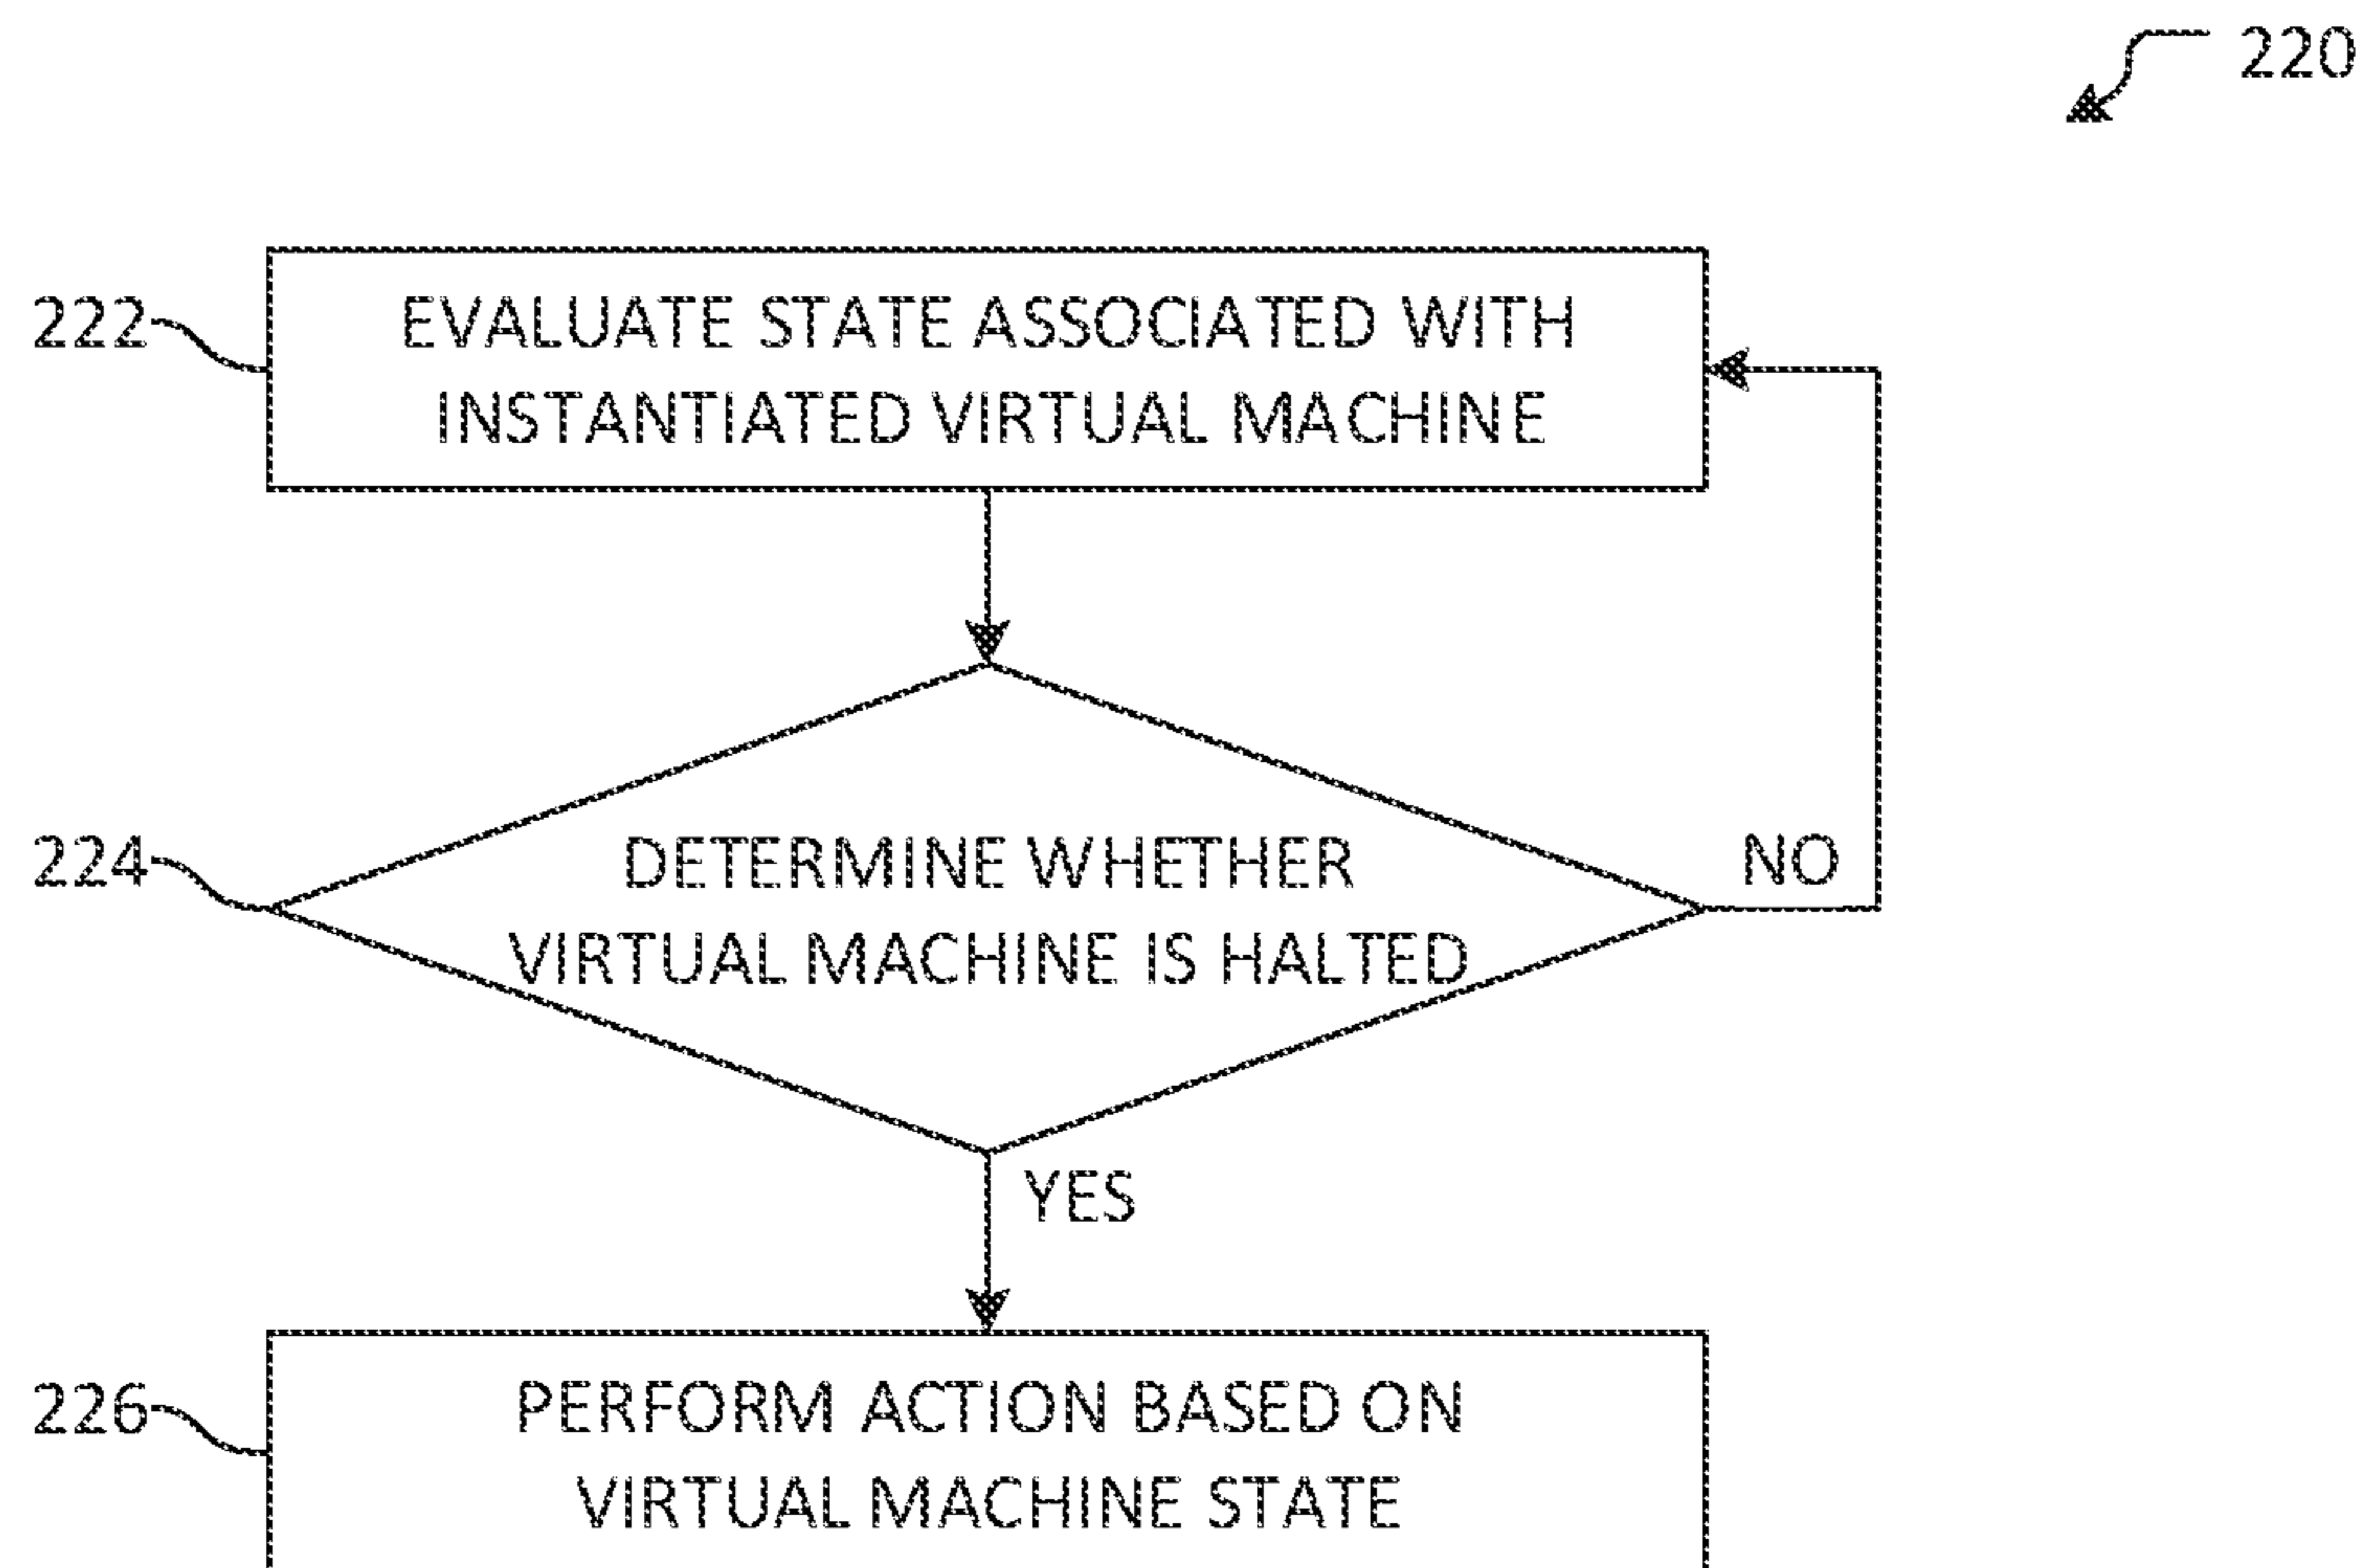 220
222
EVALUATE STATE ASSOCIATED WITH
INSTANTIATED VIRTUAL MACHINE
224
DETERMINE WHETHER
VIRTUAL MACHINE IS HALTED
NO
YES
226
PERFORM ACTION BASED ON
VIRTUAL MACHINE STATE